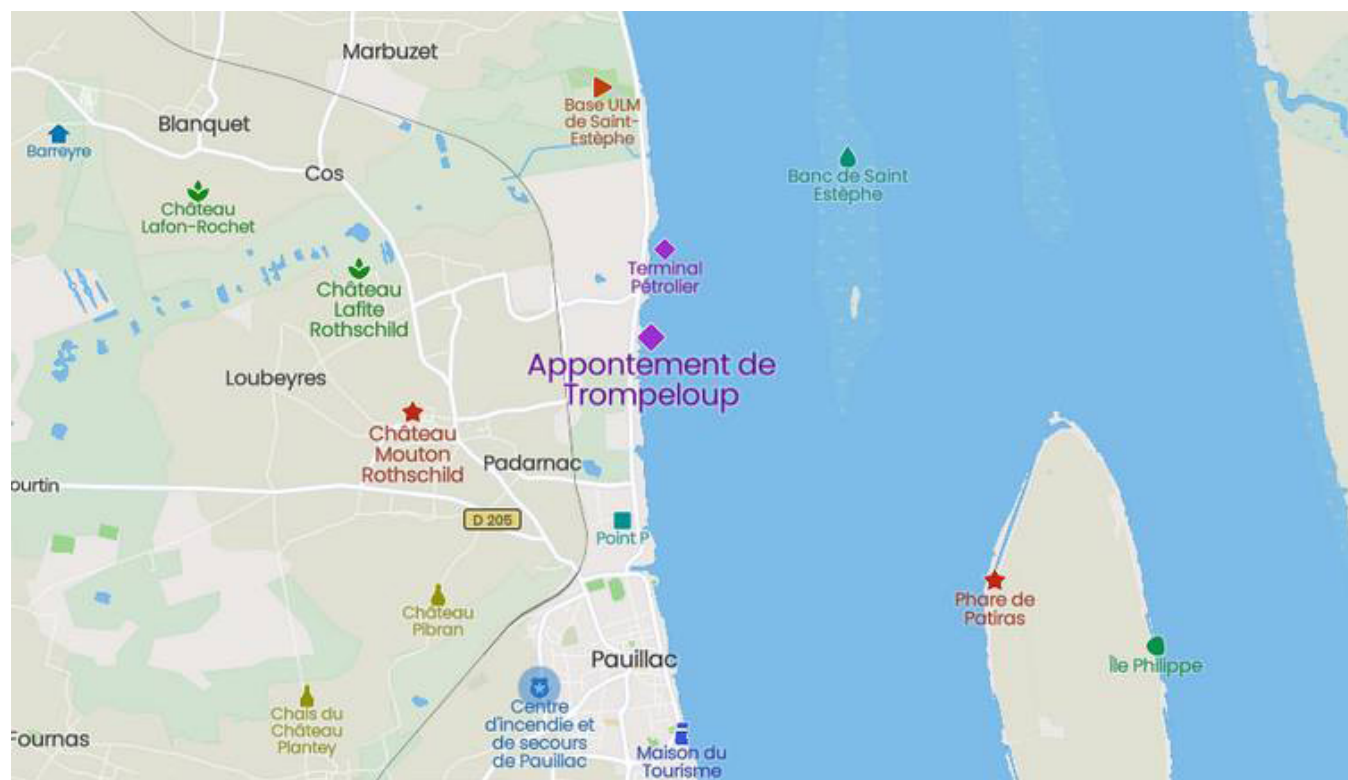 Marbuzet
Base ULM
de Saint-
Estèphe
Blanquet
Barreyre
Cos
Banc de Saint
Estèphe
Château
Lafon-Rochet
Terminal
Pétrolier
Château
Lafite
Rothschild
Appontement de
Trompeloup
Loubeyres
Château
Mouton
Rothschild
Padarnac
ourtin
D 205
Point P
Phare de
Patiras
Château
Pibran
Île Philippe
Pauillac
Centre
d'incendie et
de secours
de Pauillac
Chais du
Château
Plantey
Fournas
Maison du
Tourisme